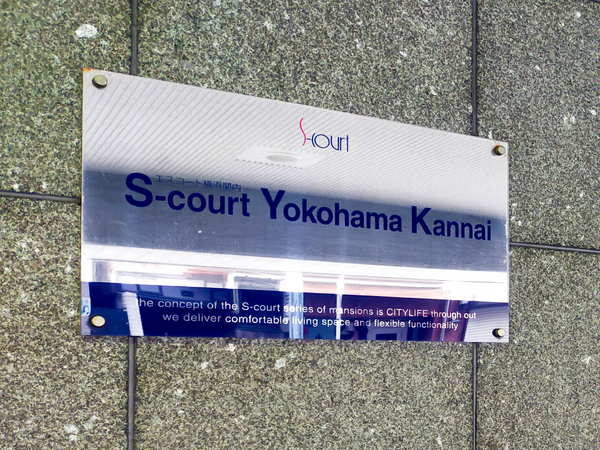 S-court
エスコート横浜関内
S-court Yokohama Kannai
the concept of the S-court series of mansions is CITYLIFE through out
we deliver comfortable living space and flexible functionality